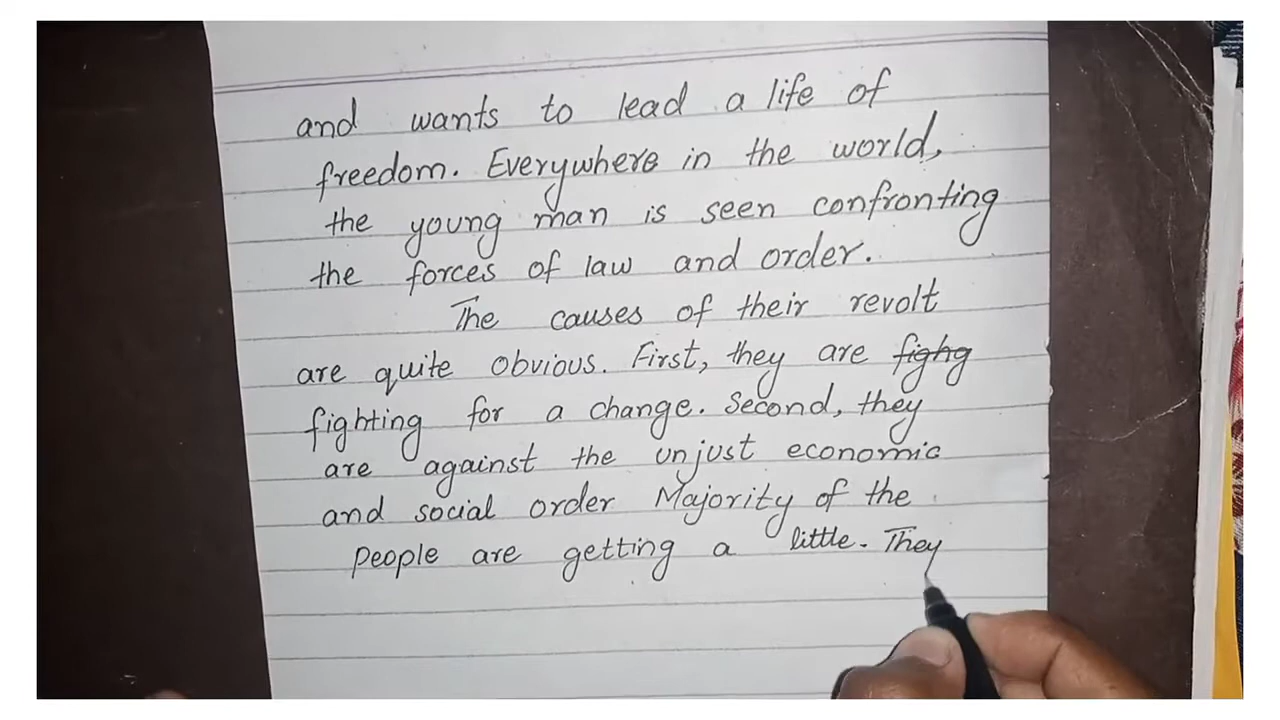 and wants to lead a life of
freedom. Everywhere in the world,
the young man is seen confronting
the forces of law and order.
The causes of their revolt
are quite obvious. First, they are fighg
fighting for a change. Second, they
are against the unjust economic
and social order Majority of the
people are getting a little. They